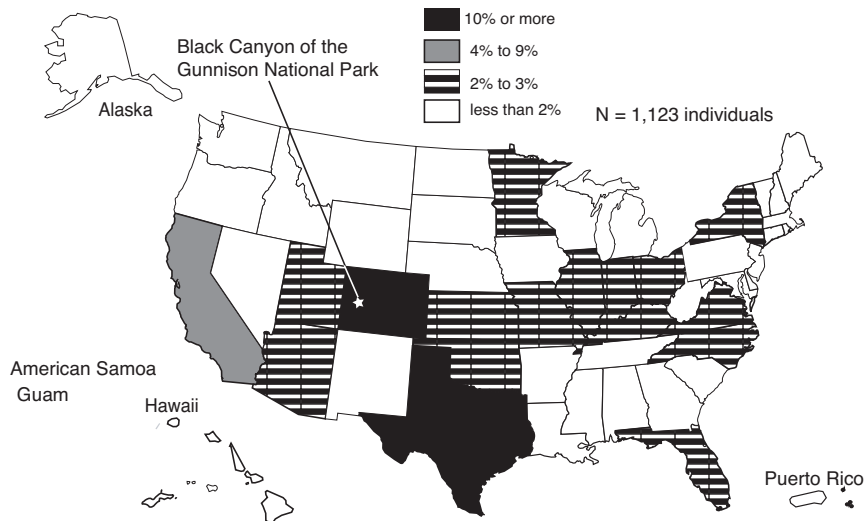 10% or more
Black Canyon of the
Gunnison National Park
4% to 9%
2% to 3%
less than 2%
Alaska
N = 1,123 individuals
American Samoa
Guam
Hawaii
Puerto Rico